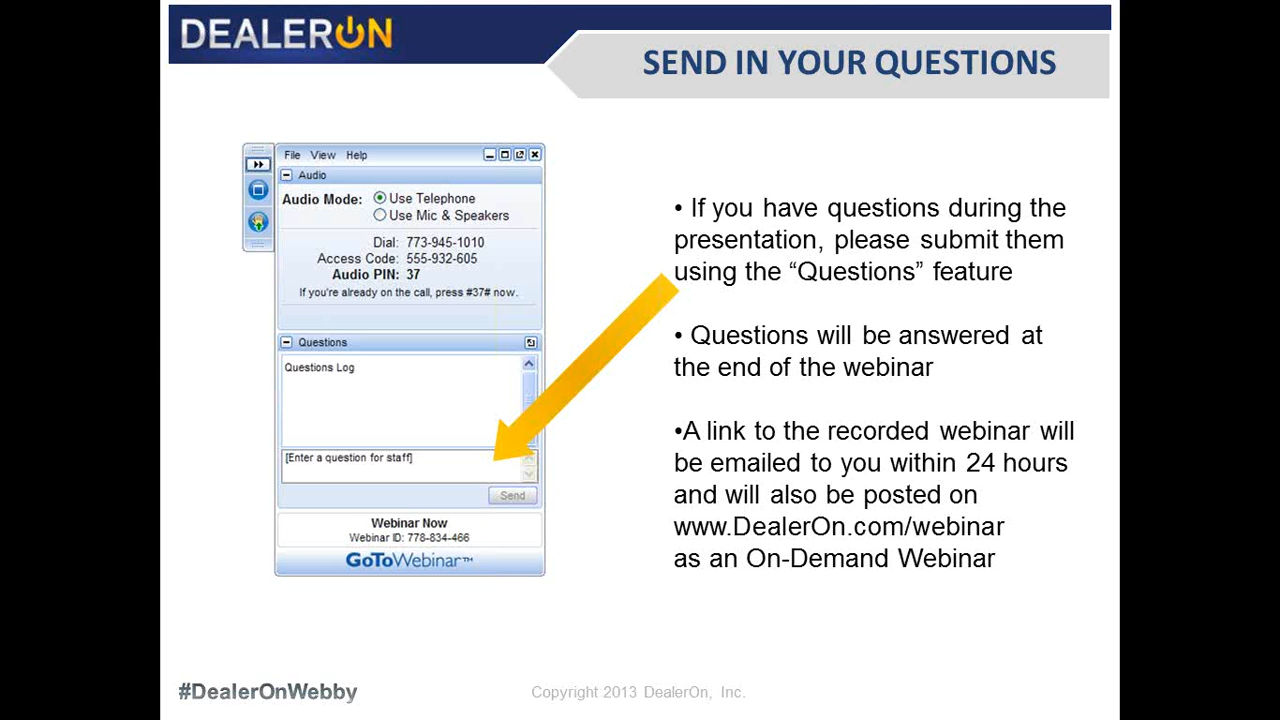 DEALERON
SEND IN YOUR QUESTIONS
File View Help
Audio
Audio Mode: Use Telephone
Use Mic & Speakers
Dial: 773-945-1010
Access Code: 555-932-605
Audio PIN: 37
If you're already on the call, press #37# now.
Questions
Questions Log
[Enter a question for staff]
Send
Webinar Now
Webinar ID: 778-834-466
GoToWebinar™
• If you have questions during the
presentation, please submit them
using the “Questions” feature
• Questions will be answered at
the end of the webinar
•A link to the recorded webinar will
be emailed to you within 24 hours
and will also be posted on
www.DealerOn.com/webinar
as an On-Demand Webinar
#DealerOnWebby
Copyright 2013 DealerOn, Inc.